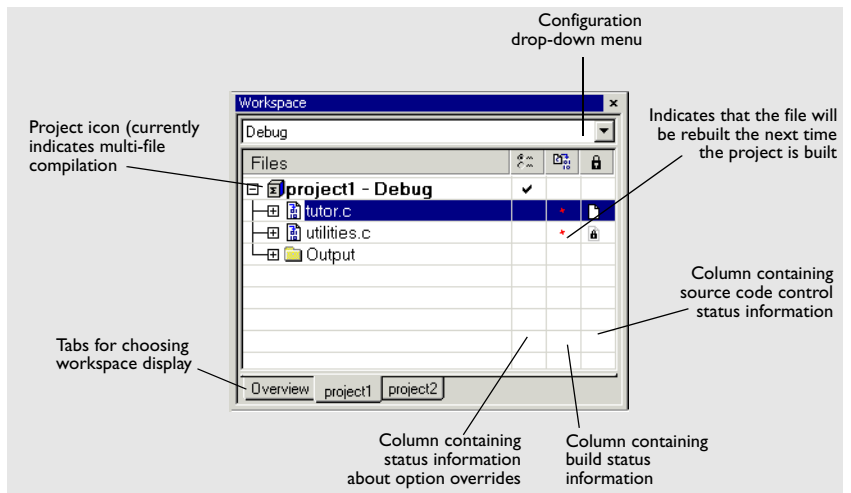 Configuration
drop-down menu
Workspace
Project icon (currently
indicates multi-file
compilation
Indicates that the file will
be rebuilt the next time
the project is built
Debug
Files
project1 - Debug
tutor.c
utilities.c
Output
Column containing
source code control
status information
Tabs for choosing
workspace display
Overview project1 project2
Column containing
status information
about option overrides
Column containing
build status
information